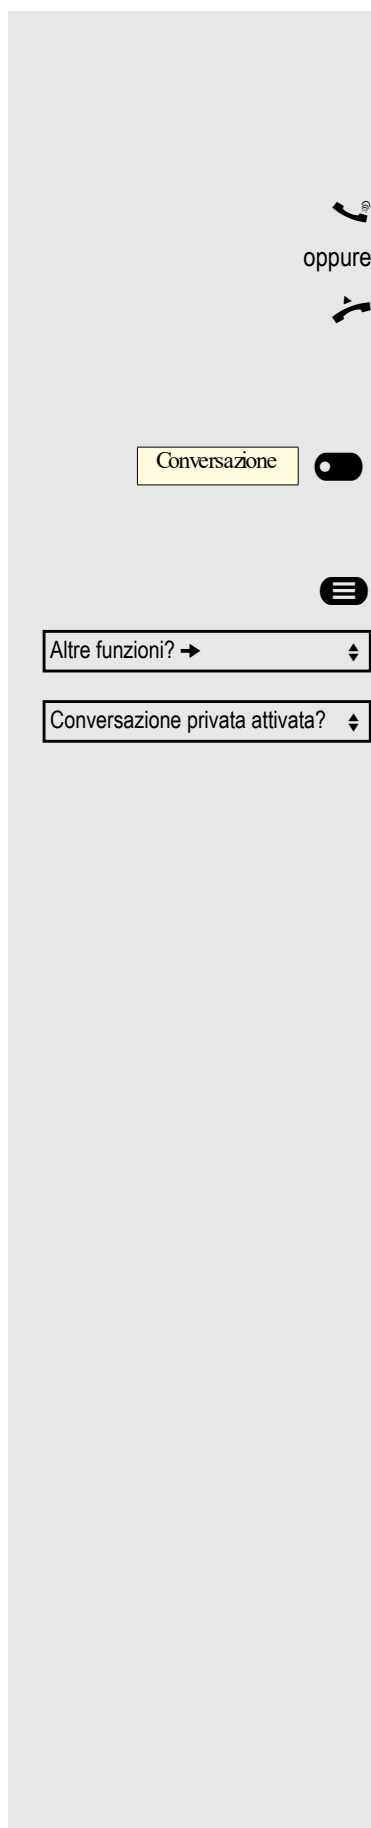 oppure
Conversazione
Altre funzioni? →
Conversazione privata attivata?